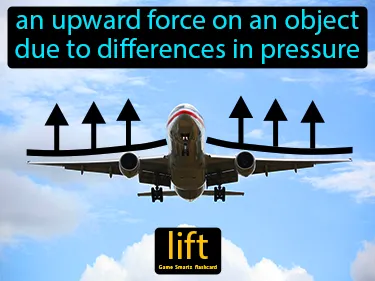 an upward force on an object
due to differences in pressure
lift
Game Smartz flashcard